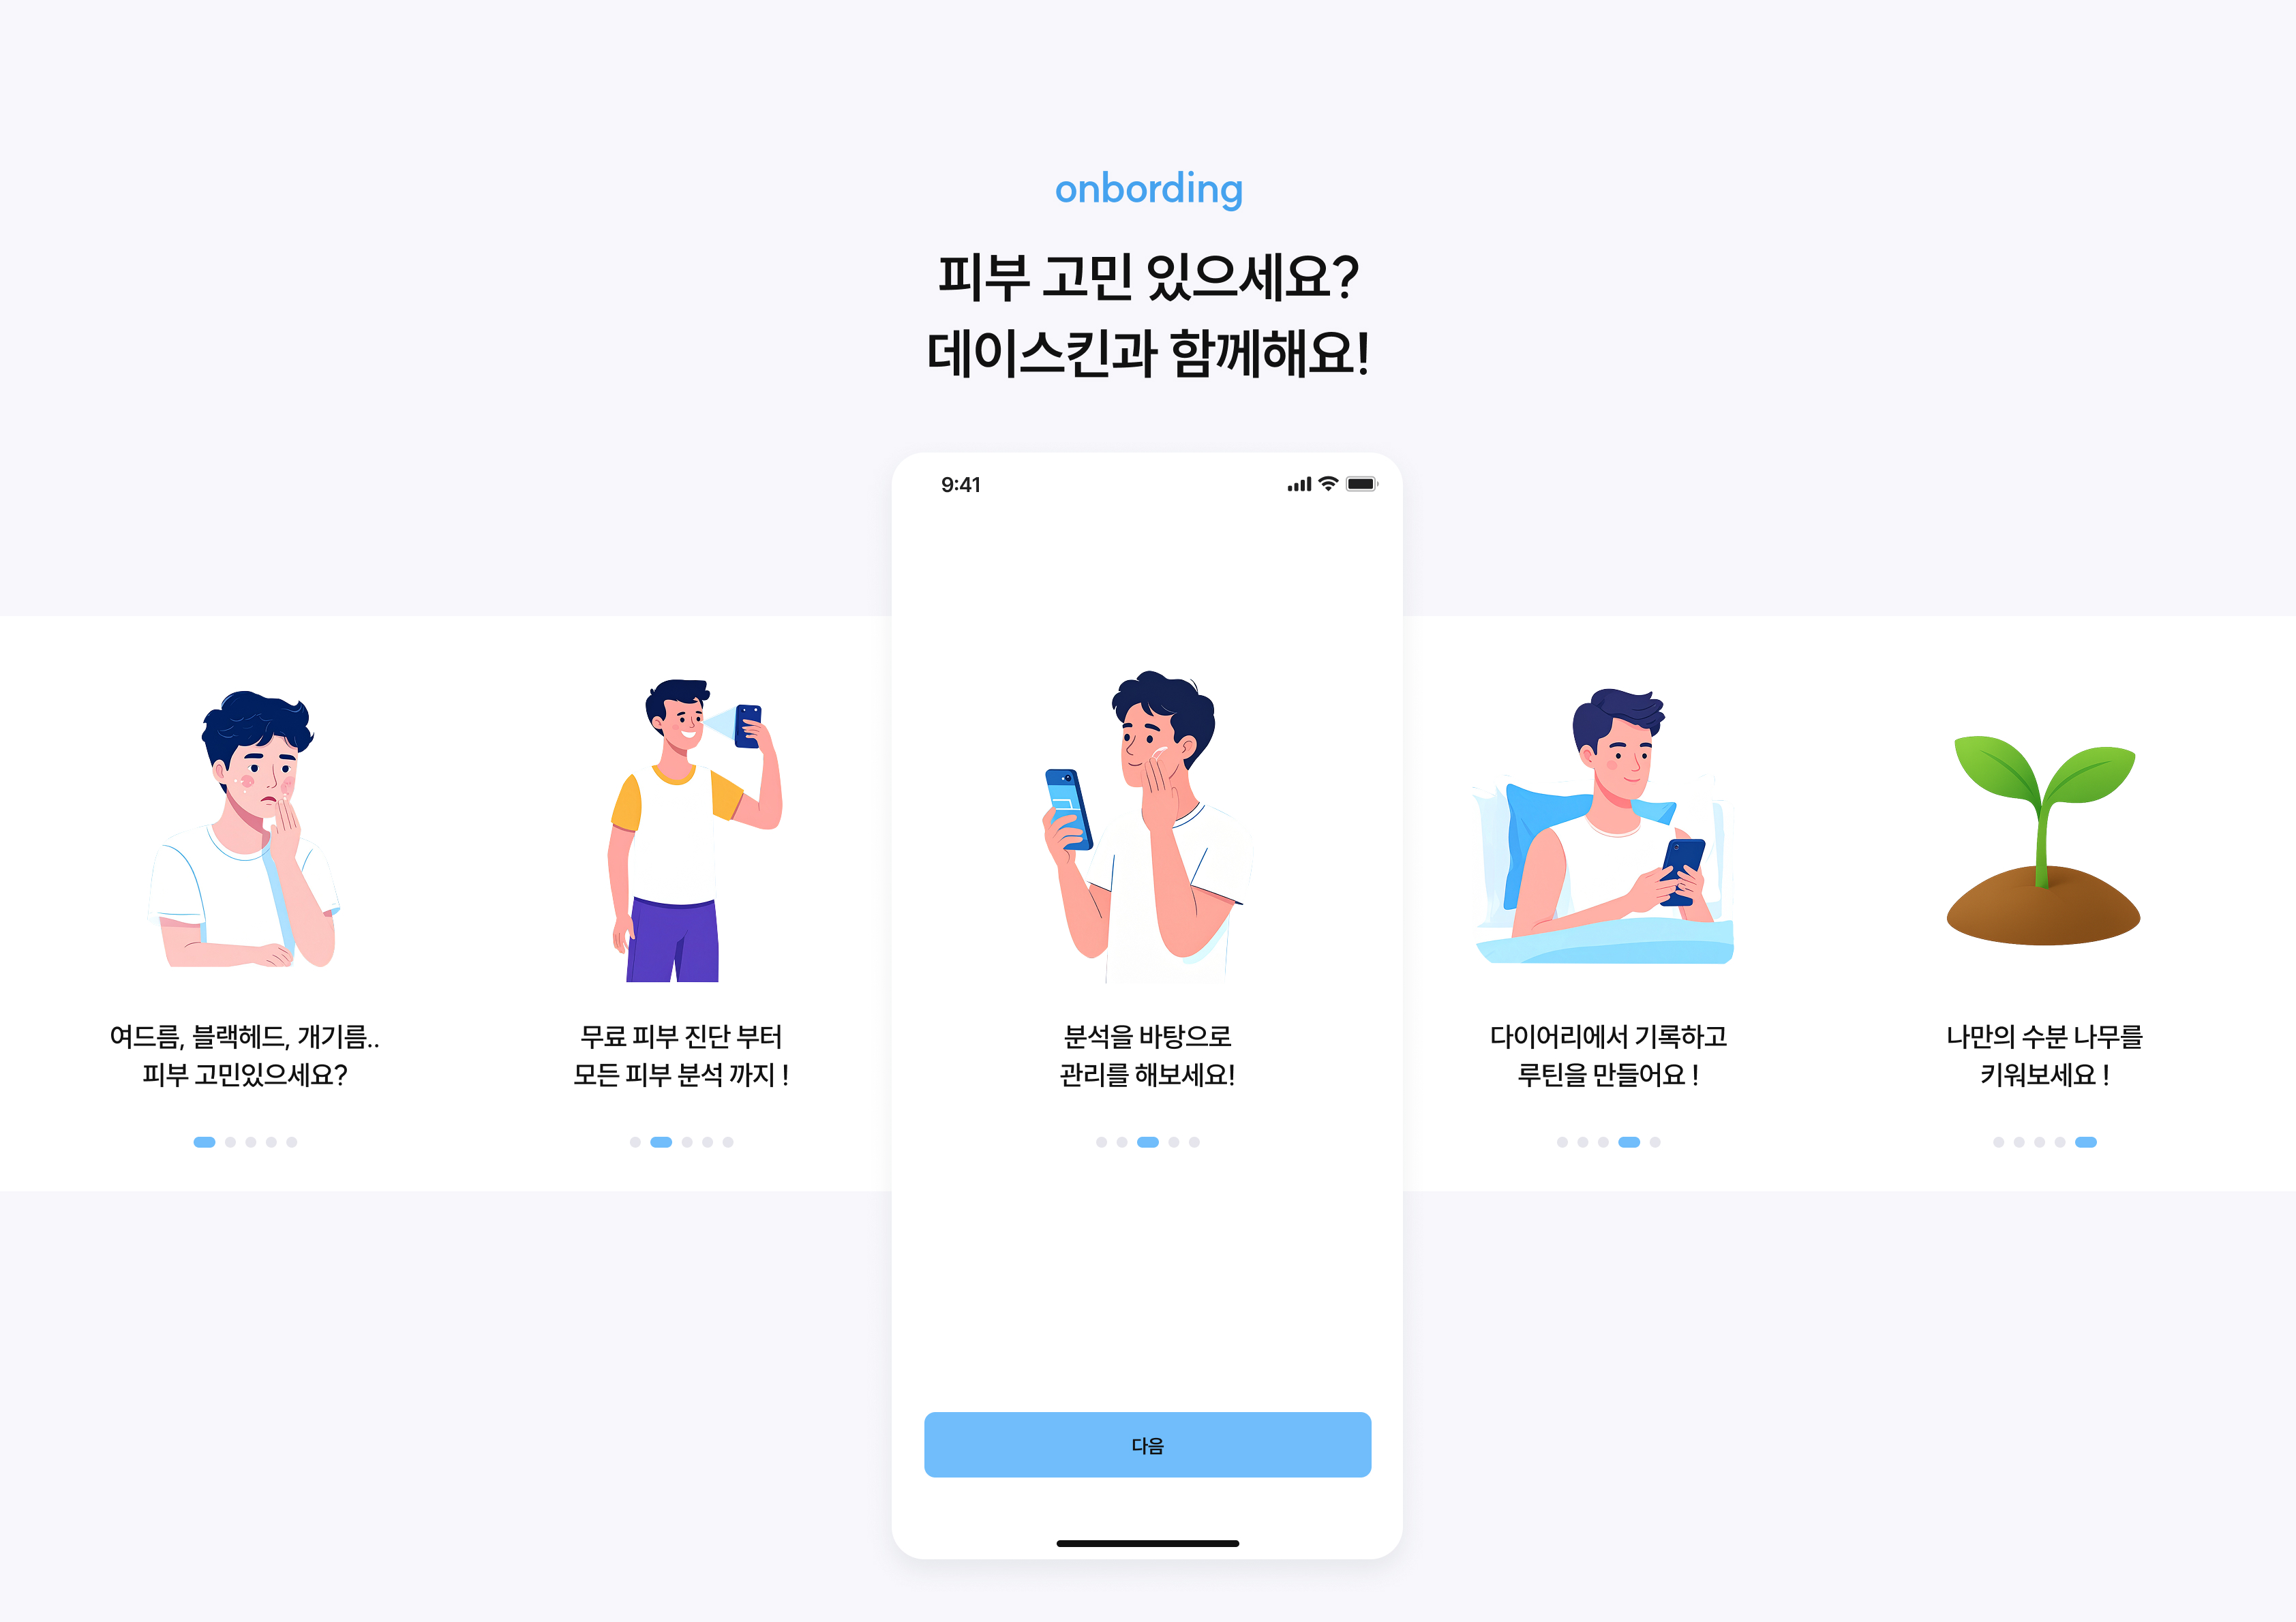 onbording
피부 고민 있으세요?
데이스킨과 함께해요!
9:41
여드름, 블랙헤드, 개기름..
피부 고민있으세요?
무료 피부 진단 부터
모든 피부 분석 까지 !
분석을 바탕으로
관리를 해보세요!
다이어리에서 기록하고
루틴을 만들어요 !
나만의 수분 나무를
키워보세요 !
다음